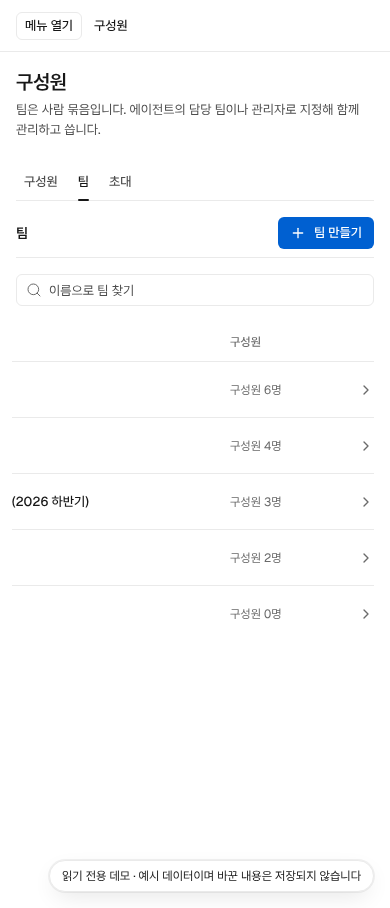 메뉴 열기 구성원
구성원
팀은 사람 묶음입니다. 에이전트의 담당 팀이나 관리자로 지정해 함께
관리하고 씁니다.
구성원 팀 초대
팀
팀 만들기
이름으로 팀 찾기
구성원
구성원 6명
구성원 4명
(2026 하반기) 구성원 3명
구성원 2명
구성원 0명
읽기 전용 데모 · 예시 데이터이며 바꾼 내용은 저장되지 않습니다